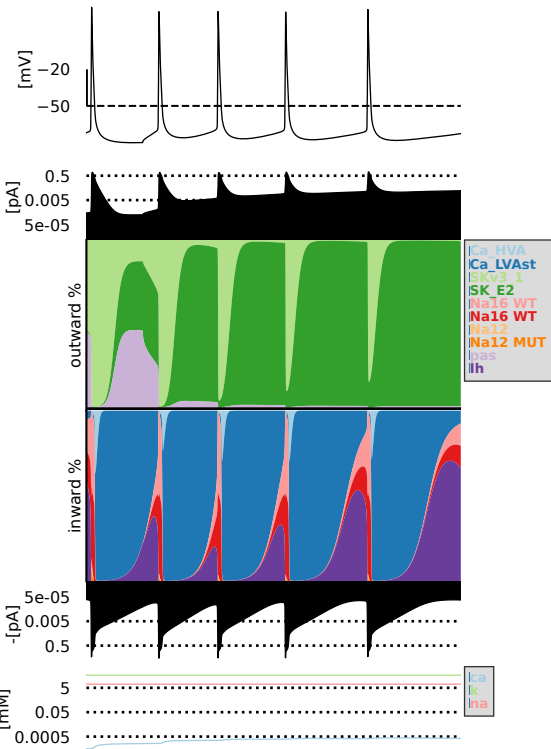 [mV]
−20
−50
[pA]
0.5
0.005
5e-05
outward %
Ca_HVA
Ca_LVAst
SKv3_1
SK_E2
Na16 WT
Na16 WT
Na12
Na12 MUT
pas
Ih
inward %
-[pA]
5e-05
0.005
0.5
[mM]
5
0.05
0.0005
ca
k
na